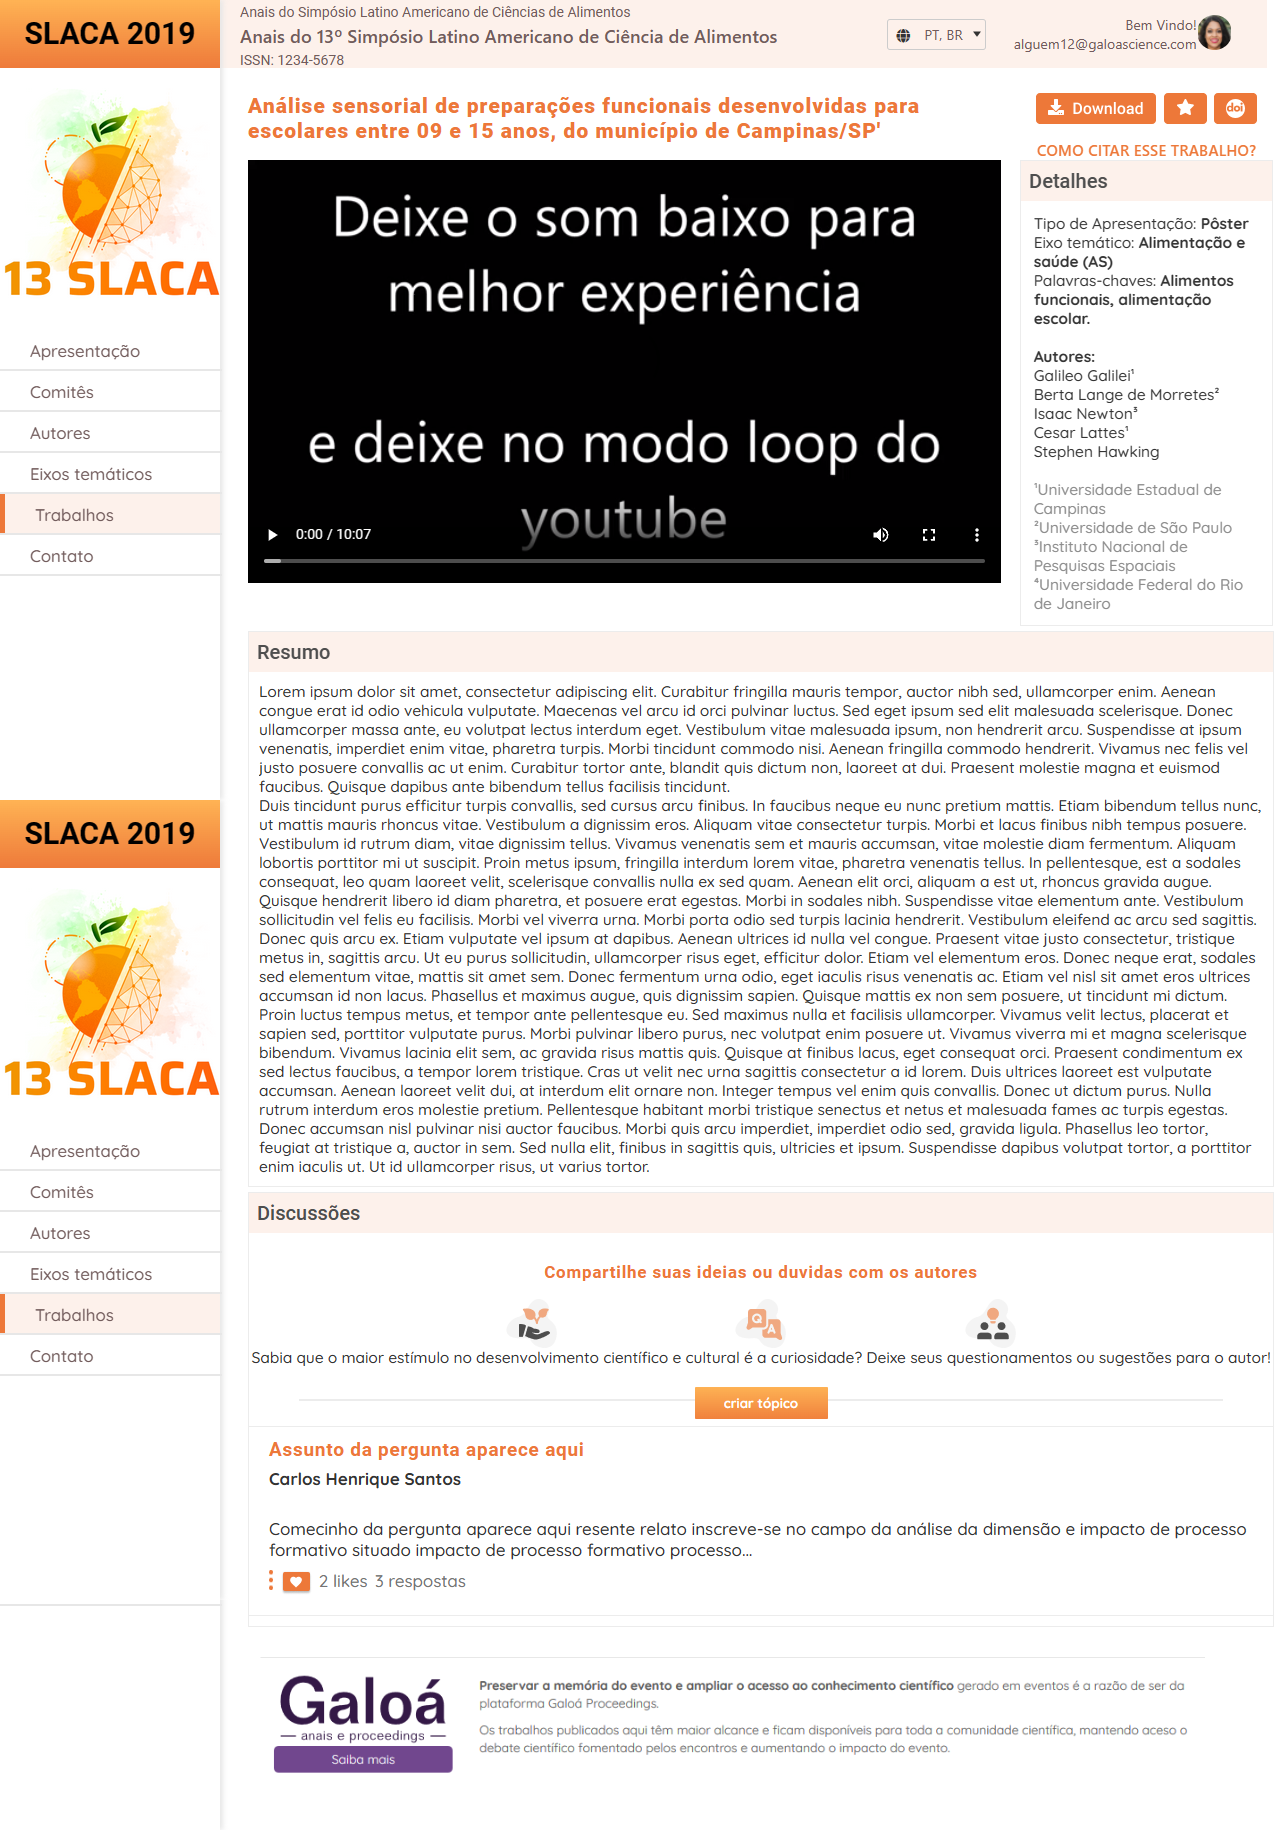 SLACA 2019
Anais do Simpósio Latino Americano de Ciências de Alimentos
Anais do 13º Simpósio Latino Americano de Ciência de Alimentos
ISSN: 1234-5678
PT, BR
Bem Vindo!
alguem12@galoascience.com
13 SLACA
Apresentação
Comitês
Autores
Eixos temáticos
Trabalhos
Contato
Análise sensorial de preparações funcionais desenvolvidas para
escolares entre 09 e 15 anos, do município de Campinas/SP'
Download
doi
COMO CITAR ESSE TRABALHO?
Deixe o som baixo para
melhor experiência
e deixe no modo loop do
youtube
0:00 / 10:07
Detalhes
Tipo de Apresentação: Pôster
Eixo temático: Alimentação e
saúde (AS)
Palavras-chaves: Alimentos
funcionais, alimentação
escolar.
Autores:
Galileo Galilei¹
Berta Lange de Morretes²
Isaac Newton³
Cesar Lattes¹
Stephen Hawking
¹Universidade Estadual de
Campinas
²Universidade de São Paulo
³Instituto Nacional de
Pesquisas Espaciais
⁴Universidade Federal do Rio
de Janeiro
Resumo
Lorem ipsum dolor sit amet, consectetur adipiscing elit. Curabitur fringilla mauris tempor, auctor nibh sed, ullamcorper enim. Aenean
congue erat id odio vehicula vulputate. Maecenas vel arcu id orci pulvinar luctus. Sed eget ipsum sed elit malesuada scelerisque. Donec
ullamcorper massa ante, eu volutpat lectus interdum eget. Vestibulum vitae malesuada ipsum, non hendrerit arcu. Suspendisse at ipsum
venenatis, imperdiet enim vitae, pharetra turpis. Morbi tincidunt commodo nisi. Aenean fringilla commodo hendrerit. Vivamus nec felis vel
justo posuere convallis ac ut enim. Curabitur tortor ante, blandit quis dictum non, laoreet at dui. Praesent molestie magna et euismod
faucibus. Quisque dapibus ante bibendum tellus facilisis tincidunt.
Duis tincidunt purus efficitur turpis convallis, sed cursus arcu finibus. In faucibus neque eu nunc pretium mattis. Etiam bibendum tellus nunc,
ut mattis mauris rhoncus vitae. Vestibulum a dignissim eros. Aliquam vitae consectetur turpis. Morbi et lacus finibus nibh tempus posuere.
Vestibulum id rutrum diam, vitae dignissim tellus. Vivamus venenatis sem et mauris accumsan, vitae molestie diam fermentum. Aliquam
lobortis porttitor mi ut suscipit. Proin metus ipsum, fringilla interdum lorem vitae, pharetra venenatis tellus. In pellentesque, est a sodales
consequat, leo quam laoreet velit, scelerisque convallis nulla ex sed quam. Aenean elit orci, aliquam a est ut, rhoncus gravida augue.
Quisque hendrerit libero id diam pharetra, et posuere erat egestas. Morbi in sodales nibh. Suspendisse vitae elementum ante. Vestibulum
sollicitudin vel felis eu facilisis. Morbi vel viverra urna. Morbi porta odio sed turpis lacinia hendrerit. Vestibulum eleifend ac arcu sed sagittis.
Donec quis arcu ex. Etiam vulputate vel ipsum at dapibus. Aenean ultrices id nulla vel congue. Praesent vitae justo consectetur, tristique
metus in, sagittis arcu. Ut eu purus sollicitudin, ullamcorper risus eget, efficitur dolor. Etiam vel elementum eros. Donec neque erat, sodales
sed elementum vitae, mattis sit amet sem. Donec fermentum urna odio, eget iaculis risus venenatis ac. Etiam vel nisl sit amet eros ultrices
accumsan id non lacus. Phasellus et maximus augue, quis dignissim sapien. Quisque mattis ex non sem posuere, ut tincidunt mi dictum.
Proin luctus tempus metus, et tempor ante pellentesque eu. Sed maximus nulla et facilisis ullamcorper. Vivamus velit lectus, placerat et
sapien sed, porttitor vulputate purus. Morbi pulvinar libero purus, nec volutpat enim posuere ut. Vivamus viverra mi et magna scelerisque
bibendum. Vivamus lacinia elit sem, ac gravida risus mattis quis. Quisque at finibus lacus, eget consequat orci. Praesent condimentum ex
sed lectus faucibus, a tempor lorem tristique. Cras ut velit nec urna sagittis consectetur a id lorem. Duis ultrices laoreet est vulputate
accumsan. Aenean laoreet velit dui, at interdum elit ornare non. Integer tempus vel enim quis convallis. Donec ut dictum purus. Nulla
rutrum interdum eros molestie pretium. Pellentesque habitant morbi tristique senectus et netus et malesuada fames ac turpis egestas.
Donec accumsan nisl pulvinar nisi auctor faucibus. Morbi quis arcu imperdiet, imperdiet odio sed, gravida ligula. Phasellus leo tortor,
feugiat at tristique a, auctor in sem. Sed nulla elit, finibus in sagittis quis, ultricies et ipsum. Suspendisse dapibus volutpat tortor, a porttitor
enim iaculis ut. Ut id ullamcorper risus, ut varius tortor.
SLACA 2019
13 SLACA
Apresentação
Comitês
Autores
Eixos temáticos
Trabalhos
Contato
Discussões
Compartilhe suas ideias ou duvidas com os autores
Q A
Sabia que o maior estímulo no desenvolvimento científico e cultural é a curiosidade? Deixe seus questionamentos ou sugestões para o autor!
criar tópico
Assunto da pergunta aparece aqui
Carlos Henrique Santos
Comecinho da pergunta aparece aqui resente relato inscreve-se no campo da análise da dimensão e impacto de processo
formativo situado impacto de processo formativo processo...
2 likes 3 respostas
Galoá
anais e proceedings
Saiba mais
Preservar a memória do evento e ampliar o acesso ao conhecimento científico gerado em eventos é a razão de ser da
plataforma Galoá Proceedings.
Os trabalhos publicados aqui têm maior alcance e ficam disponíveis para toda a comunidade científica, mantendo aceso o
debate científico fomentado pelos encontros e aumentando o impacto do evento.